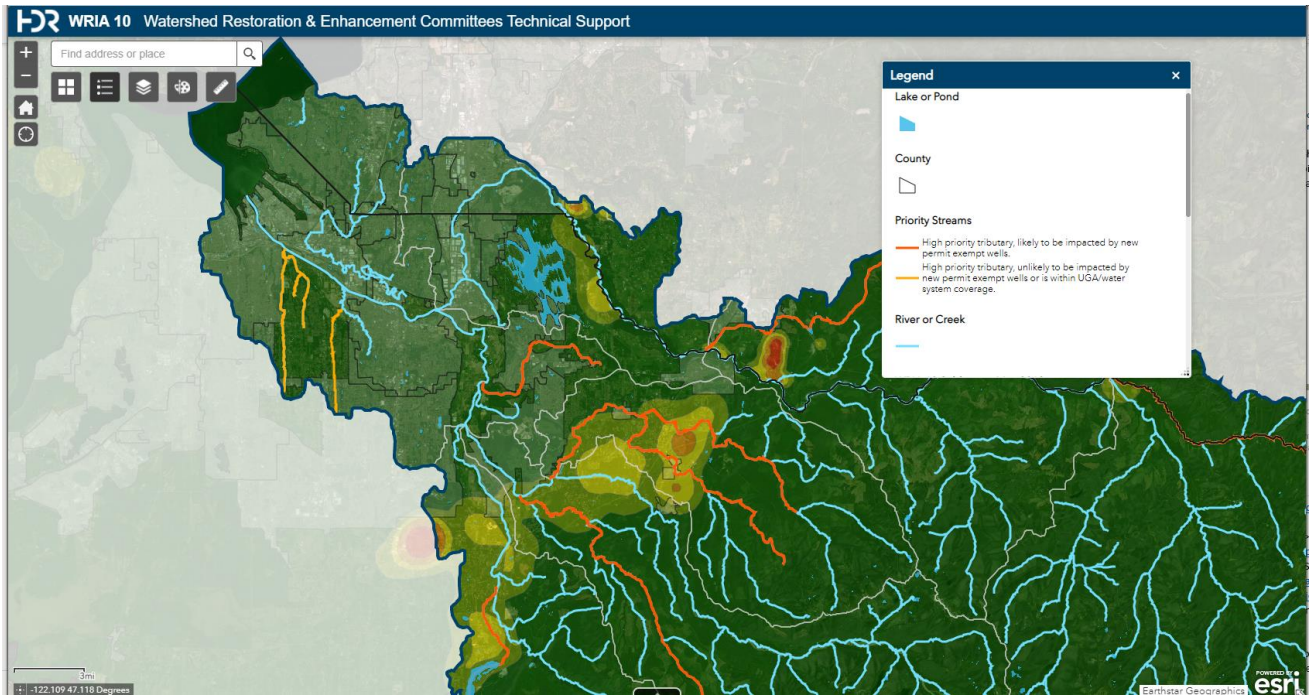 HDR WRIA 10 Watershed Restoration & Enhancement Committees Technical Support
+
Find address or place
−
Legend ×
Lake or Pond
County
Priority Streams
High priority tributary, likely to be impacted by new
permit exempt wells.
High priority tributary, unlikely to be impacted by
new permit exempt wells or is within UGA/water
system coverage.
River or Creek
3mi
-122.109 47.118 Degrees
Earthstar Geographics
POWERED BY
esri